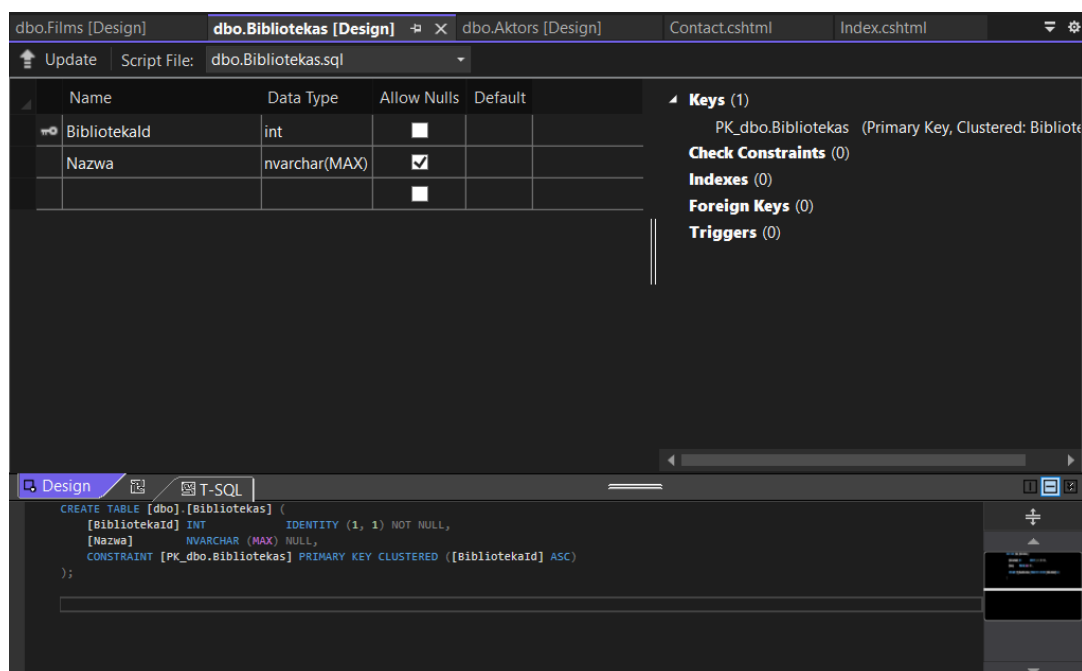 dbo.Films [Design] dbo.Bibliotekas [Design] dbo.Aktors [Design] Contact.cshtml Index.cshtml
Update Script File: dbo.Bibliotekas.sql
Name Data Type Allow Nulls Default
BibliotekaId int
Nazwa nvarchar(MAX)
Keys (1)
PK_dbo.Bibliotekas (Primary Key, Clustered: Bibliote
Check Constraints (0)
Indexes (0)
Foreign Keys (0)
Triggers (0)
Design T-SQL
CREATE TABLE [dbo].[Bibliotekas] (
[BibliotekaId] INT IDENTITY (1, 1) NOT NULL,
[Nazwa] NVARCHAR (MAX) NULL,
CONSTRAINT [PK_dbo.Bibliotekas] PRIMARY KEY CLUSTERED ([BibliotekaId] ASC)
);